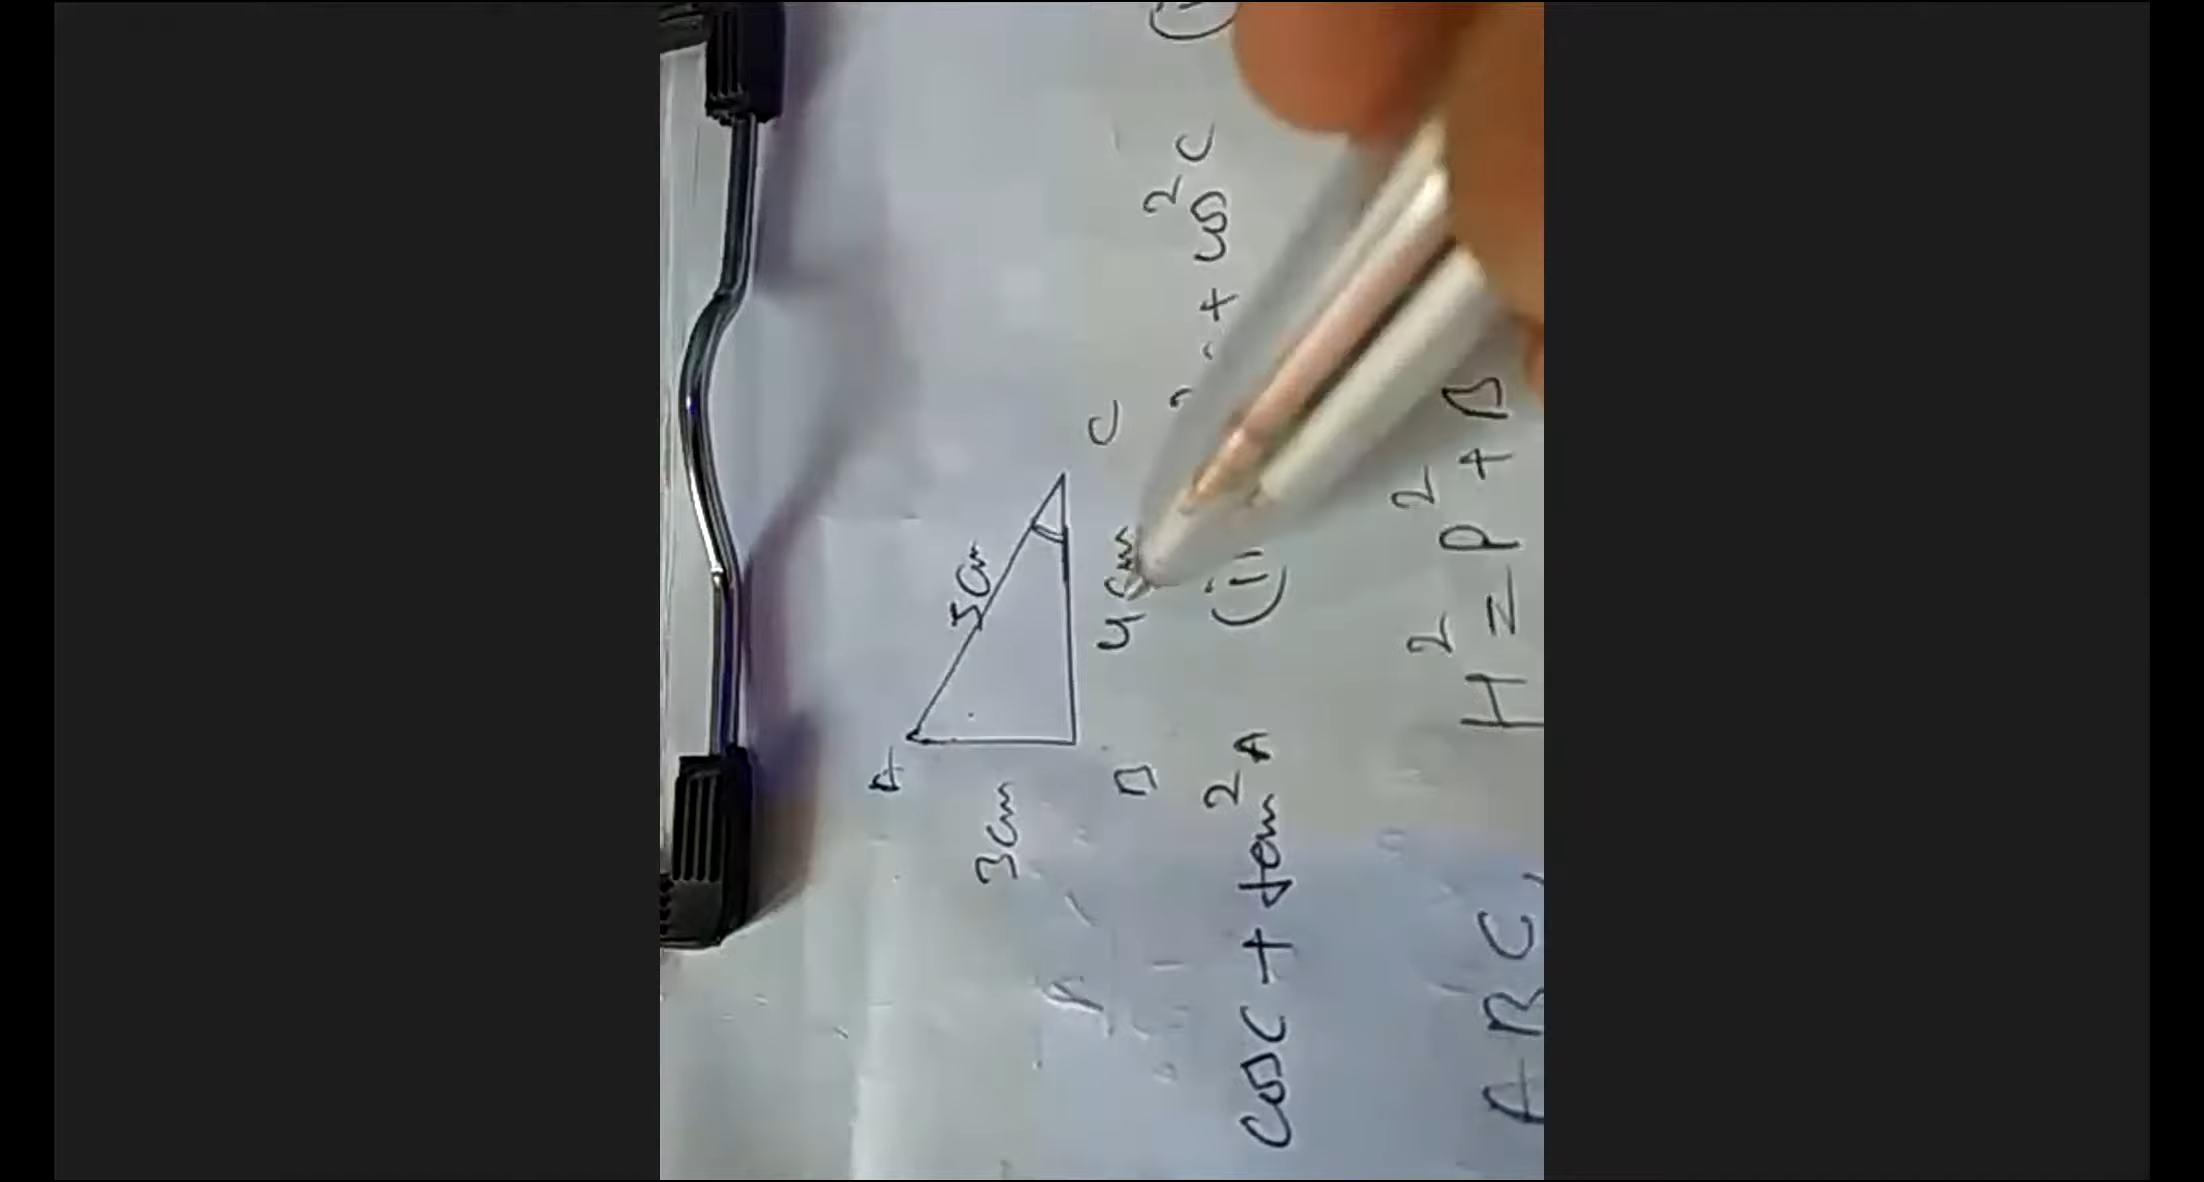 A
5cm
3cm
4cm
C
B
cosC + tan²A
(ii)
+ cos²C
ABC,
H² = P² + B